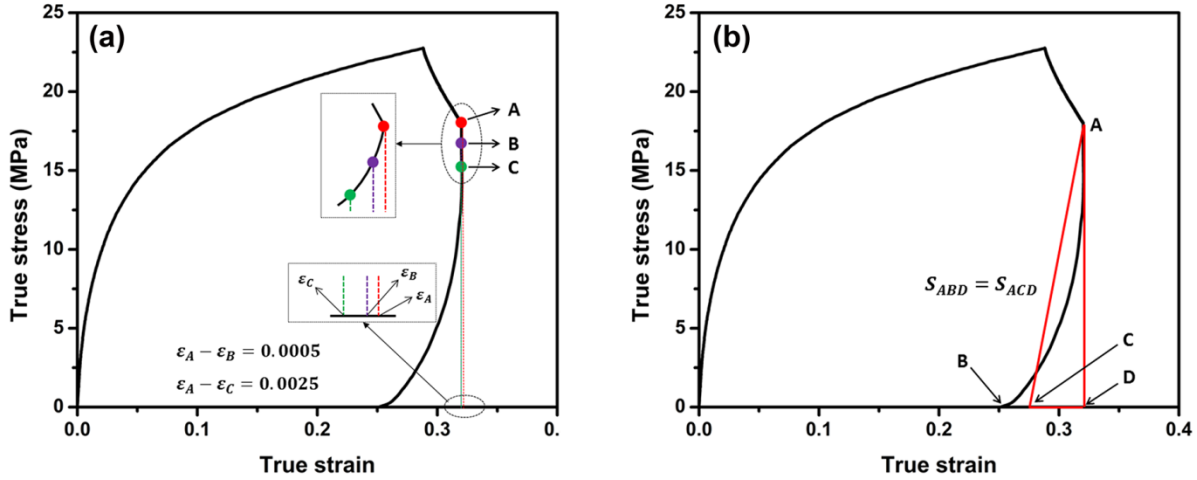 (a)
25
20
15
10
5
0
True stress (MPa)
A
B
C
εC
εB
εA
εA − εB = 0.0005
εA − εC = 0.0025
0.0 0.1 0.2 0.3 0.
True strain
(b)
25
20
15
10
5
0
True stress (MPa)
A
SABD = SACD
B
C
D
0.0 0.1 0.2 0.3 0.4
True strain